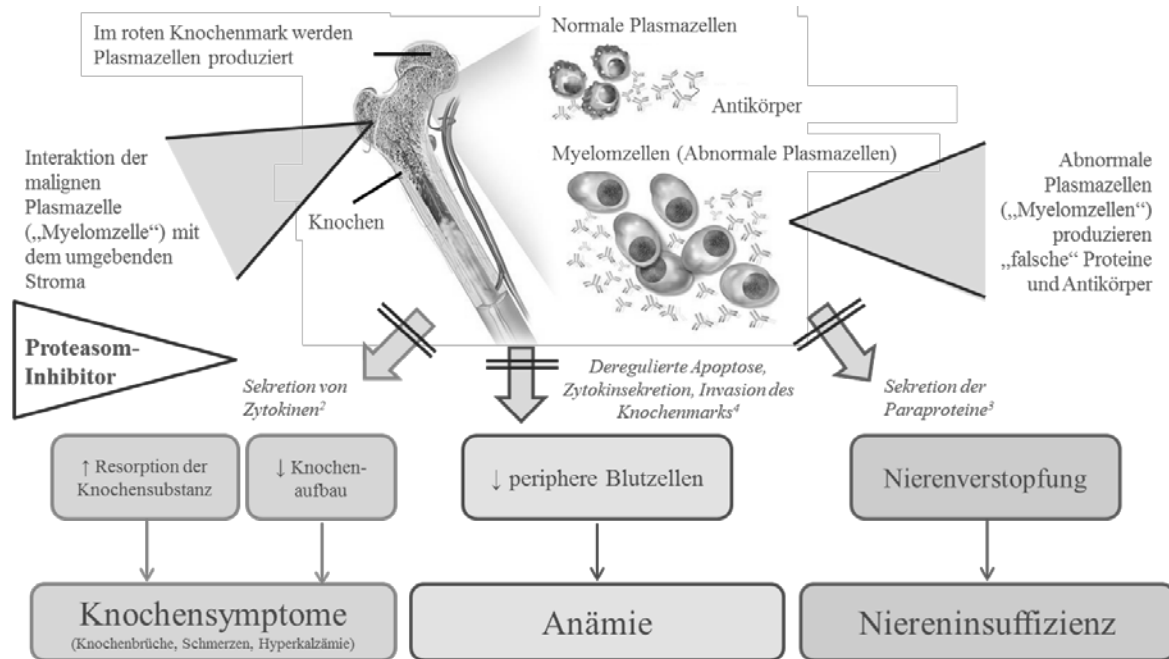 Im roten Knochenmark werden
Plasmazellen produziert
Normale Plasmazellen
Antikörper
Myelomzellen (Abnormale Plasmazellen)
Interaktion der
malignen
Plasmazelle
(„Myelomzelle“) mit
dem umgebenden
Stroma
Knochen
Abnormale
Plasmazellen
(„Myelomzellen“)
produzieren
„falsche“ Proteine
und Antikörper
Proteasom-
Inhibitor
Sekretion von
Zytokinen²
Deregulierte Apoptose,
Zytokinsekretion, Invasion des
Knochenmarks⁴
Sekretion der
Paraproteine³
↑ Resorption der
Knochensubstanz
↓ Knochen-
aufbau
↓ periphere Blutzellen
Nierenverstopfung
Knochensymptome
(Knochenbrüche, Schmerzen, Hyperkalzämie)
Anämie
Niereninsuffizienz